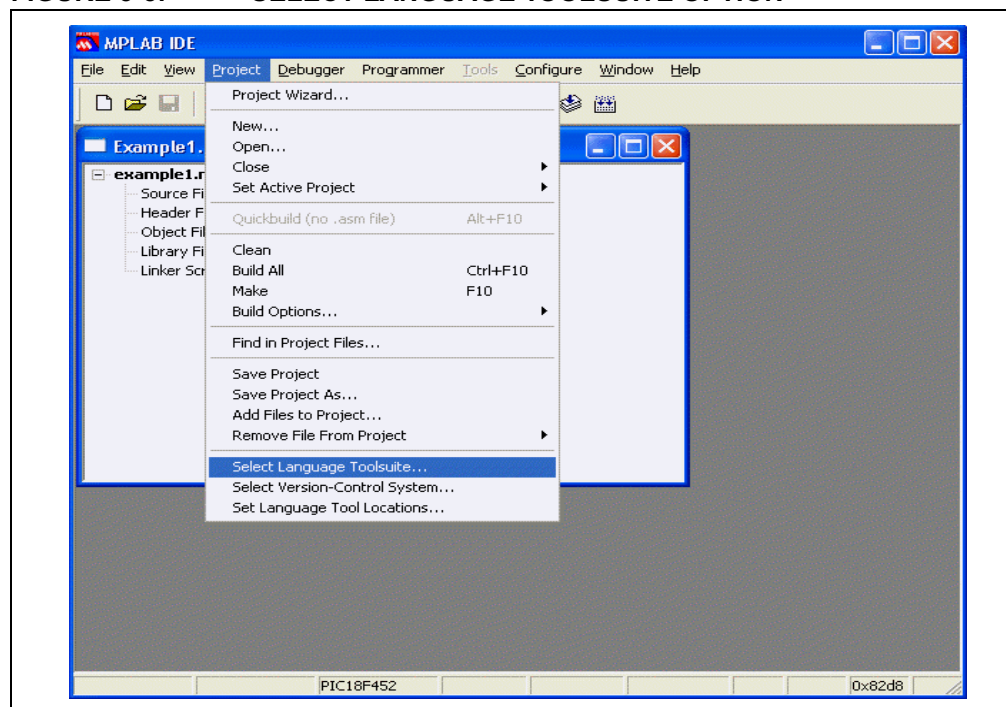 MPLAB IDE
File Edit View Project Debugger Programmer Tools Configure Window Help
Project Wizard...
New...
Open...
Close
Set Active Project
Quickbuild (no .asm file) Alt+F10
Clean
Build All Ctrl+F10
Make F10
Build Options...
Find in Project Files...
Save Project
Save Project As...
Add Files to Project...
Remove File From Project
Select Language Toolsuite...
Select Version-Control System...
Set Language Tool Locations...
Example1.
example1.
Source Fi
Header F
Object Fil
Library Fi
Linker Scr
PIC18F452 0x82d8